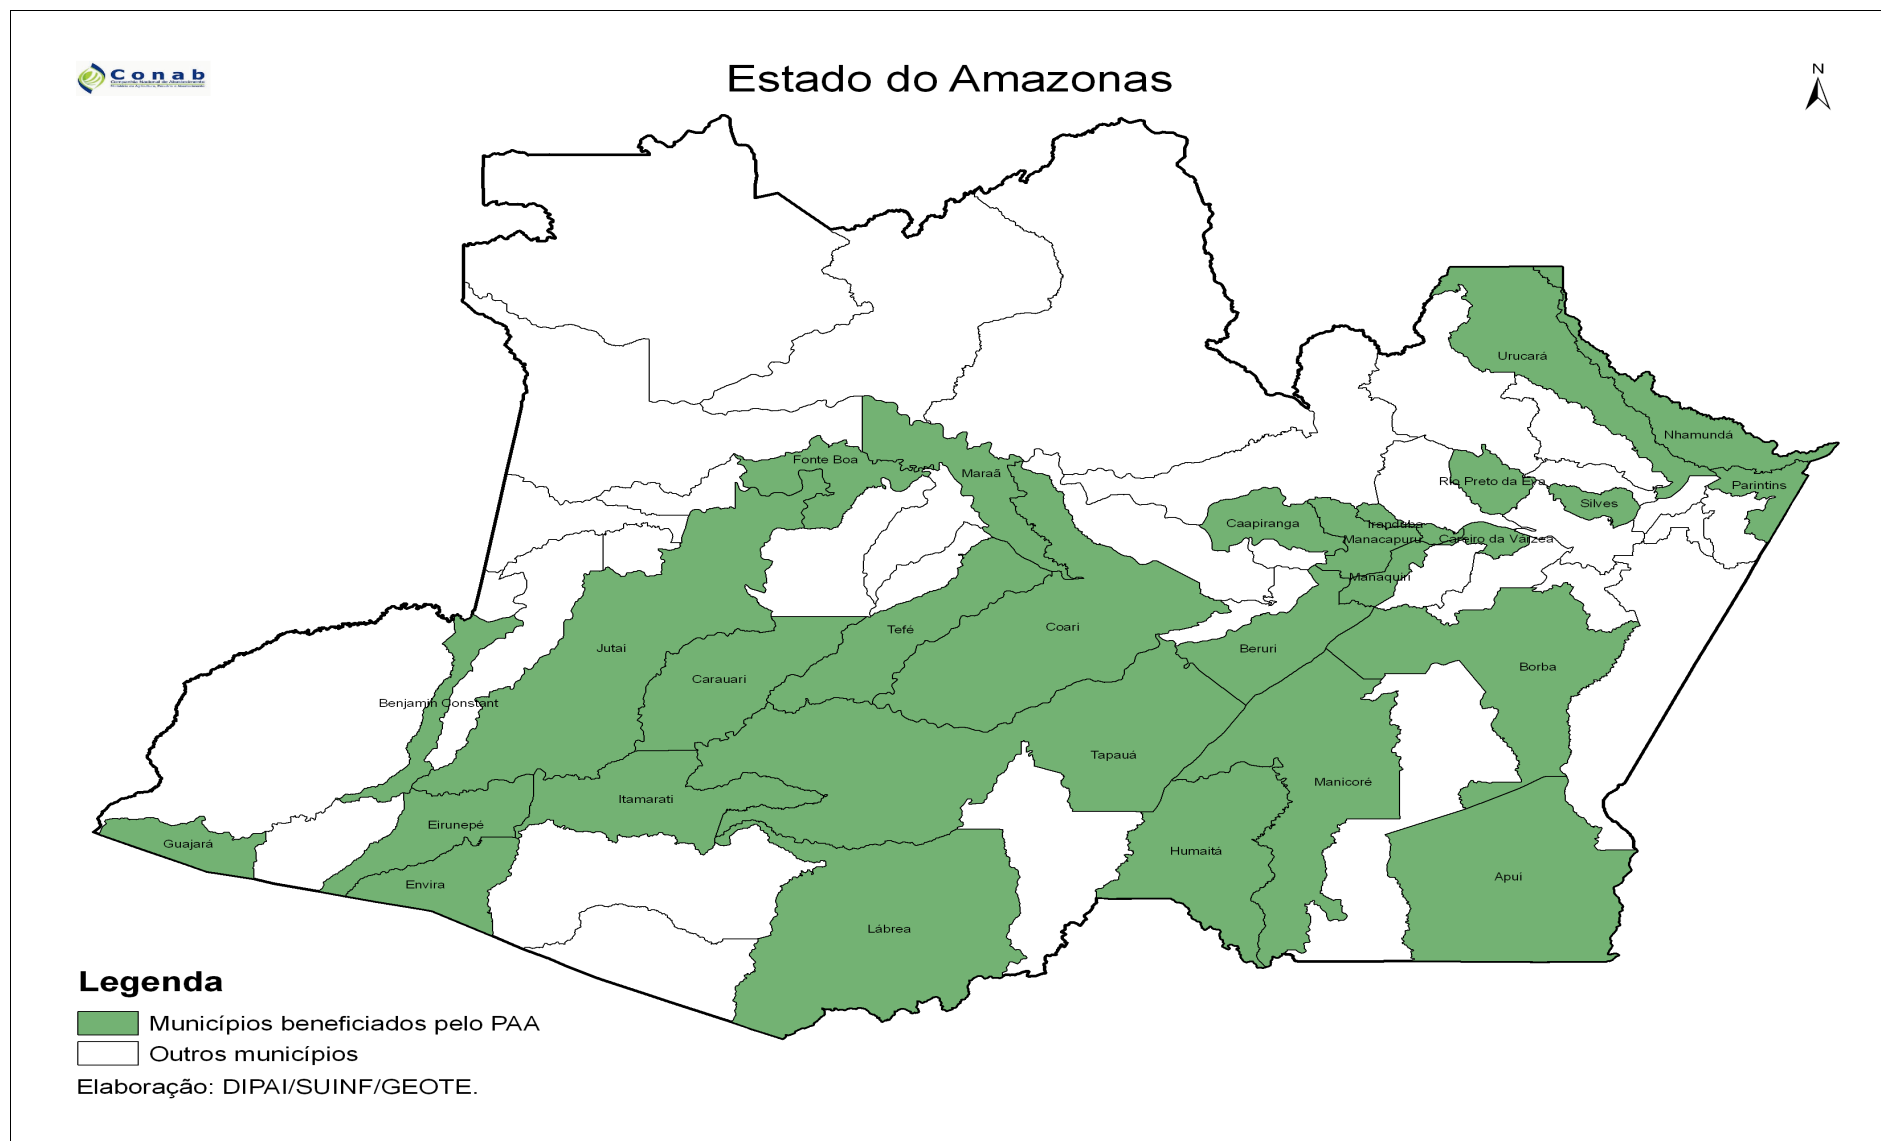 Conab
Estado do Amazonas
N
Urucará
Nhamundá
Fonte Boa
Maraã
Rio Preto da Eva
Parintins
Silves
Caapiranga
Iranduba
Manacapuru
Careiro da Várzea
Manaquiri
Jutai
Tefé
Coari
Beruri
Borba
Carauari
Benjamin Constant
Tapauá
Manicoré
Itamarati
Eirunepé
Guajará
Humaitá
Envira
Apui
Lábrea
Legenda
Municípios beneficiados pelo PAA
Outros municípios
Elaboração: DIPAI/SUINF/GEOTE.